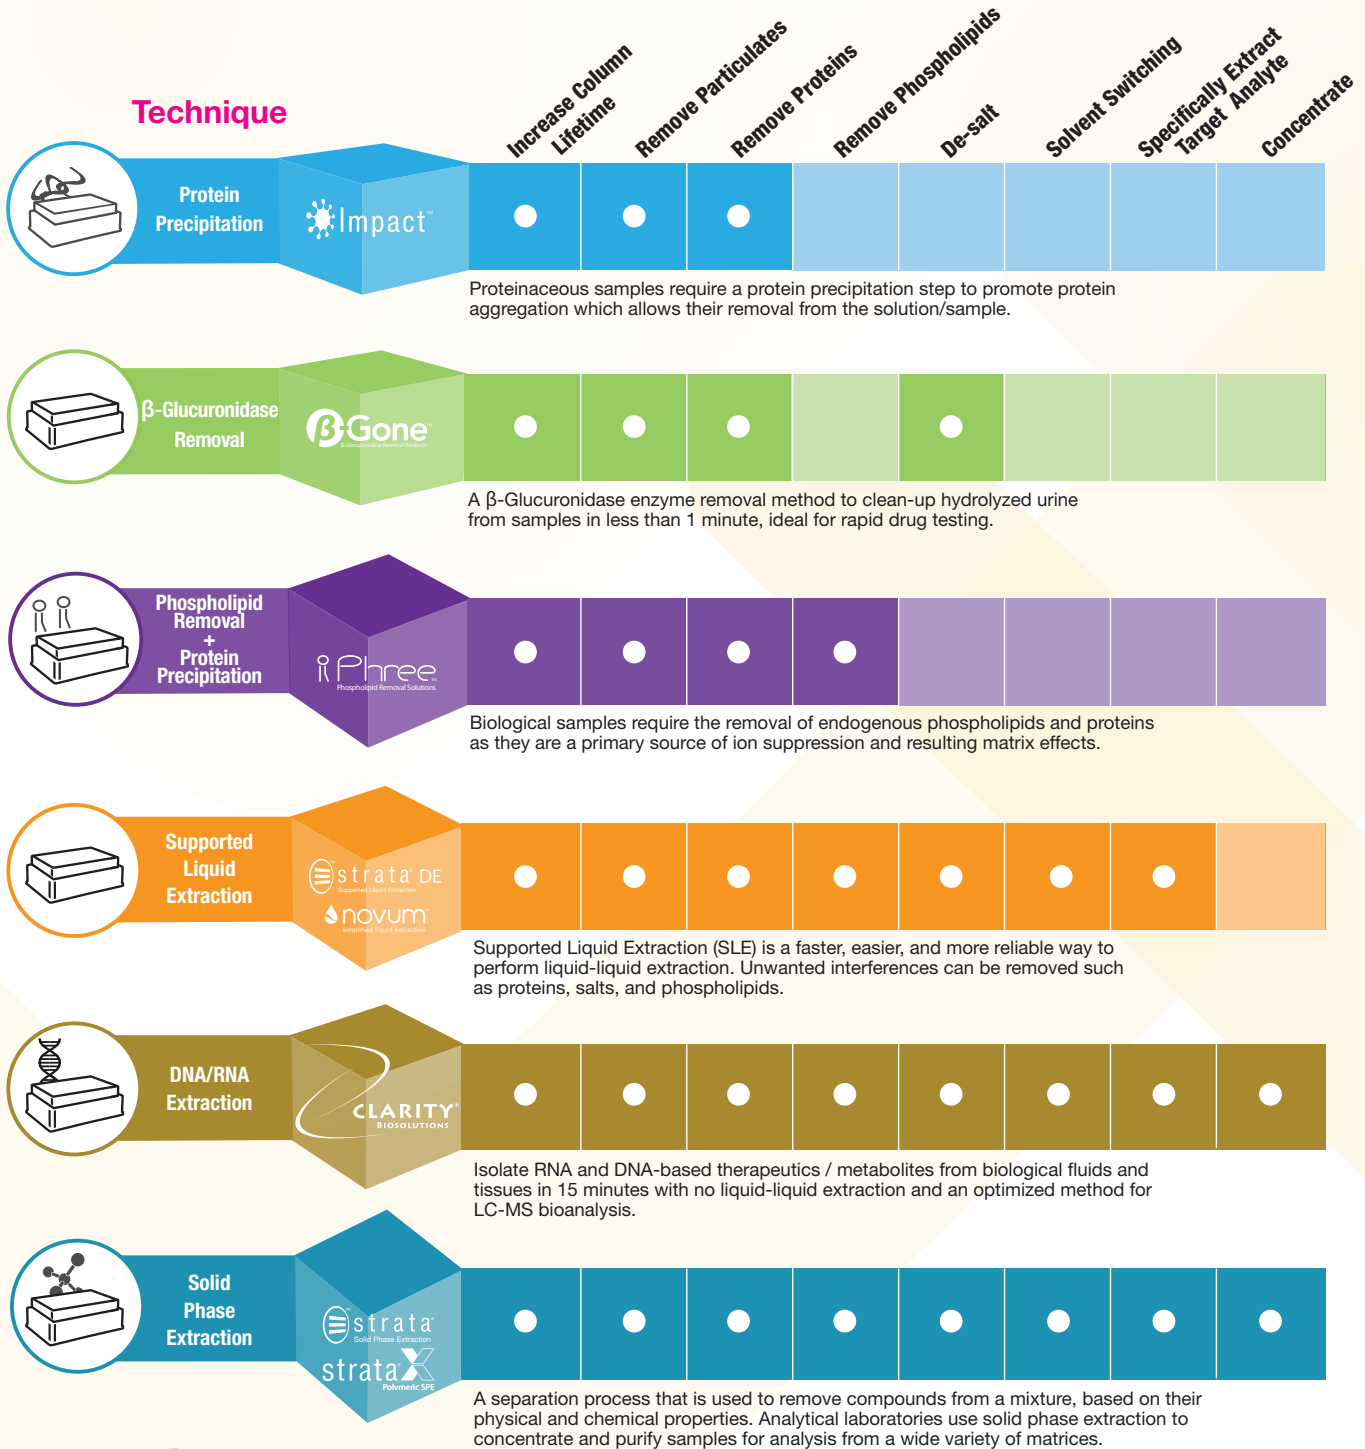 Technique
Increase Column
Lifetime
Remove Particulates
Remove Proteins
Remove Phospholipids
De-salt
Solvent Switching
Specifically Extract
Target Analyte
Concentrate
Protein
Precipitation
Impact™
Proteinaceous samples require a protein precipitation step to promote protein
aggregation which allows their removal from the solution/sample.
β-Glucuronidase
Removal
β-Gone™
β-Glucuronidase Removal Products
A β-Glucuronidase enzyme removal method to clean-up hydrolyzed urine
from samples in less than 1 minute, ideal for rapid drug testing.
Phospholipid
Removal
+
Protein
Precipitation
Phree™
Phospholipid Removal Solutions
Biological samples require the removal of endogenous phospholipids and proteins
as they are a primary source of ion suppression and resulting matrix effects.
Supported
Liquid
Extraction
strata® DE
Supported Liquid Extraction
novum™
simplified liquid extraction
Supported Liquid Extraction (SLE) is a faster, easier, and more reliable way to
perform liquid-liquid extraction. Unwanted interferences can be removed such
as proteins, salts, and phospholipids.
DNA/RNA
Extraction
CLARITY®
BIOSOLUTIONS
Isolate RNA and DNA-based therapeutics / metabolites from biological fluids and
tissues in 15 minutes with no liquid-liquid extraction and an optimized method for
LC-MS bioanalysis.
Solid
Phase
Extraction
strata®
Solid Phase Extraction
strata® X
Polymeric SPE
A separation process that is used to remove compounds from a mixture, based on their
physical and chemical properties. Analytical laboratories use solid phase extraction to
concentrate and purify samples for analysis from a wide variety of matrices.